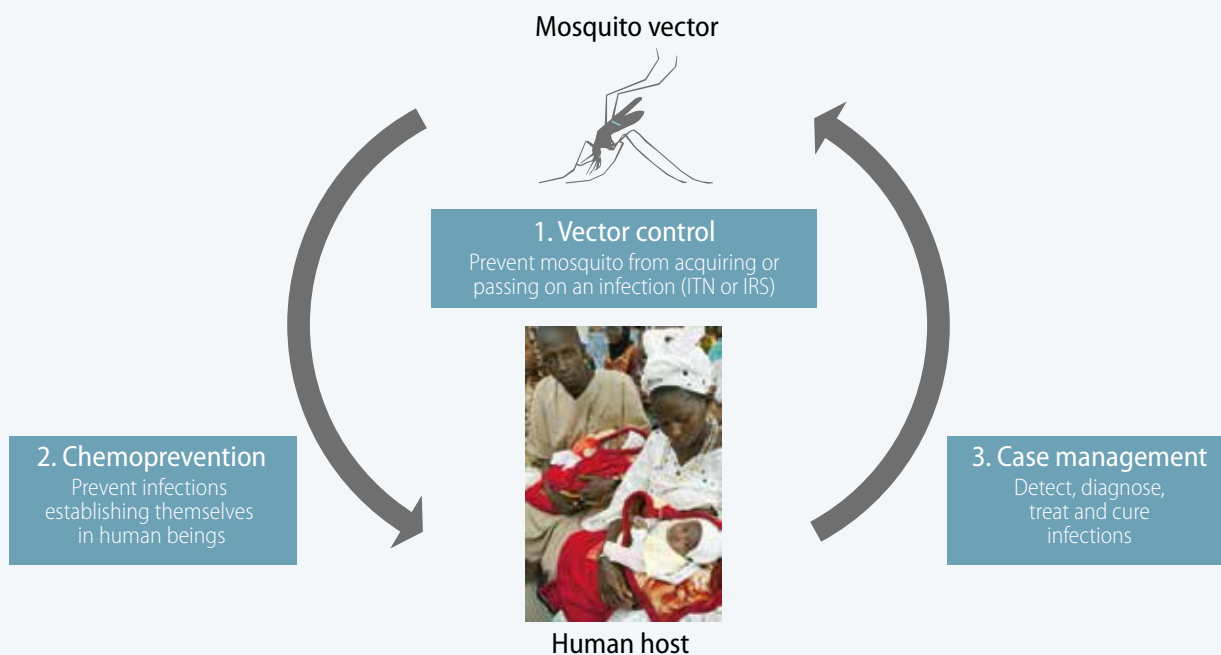 Mosquito vector
1. Vector control
Prevent mosquito from acquiring or
passing on an infection (ITN or IRS)
2. Chemoprevention
Prevent infections
establishing themselves
in human beings
3. Case management
Detect, diagnose,
treat and cure
infections
Human host